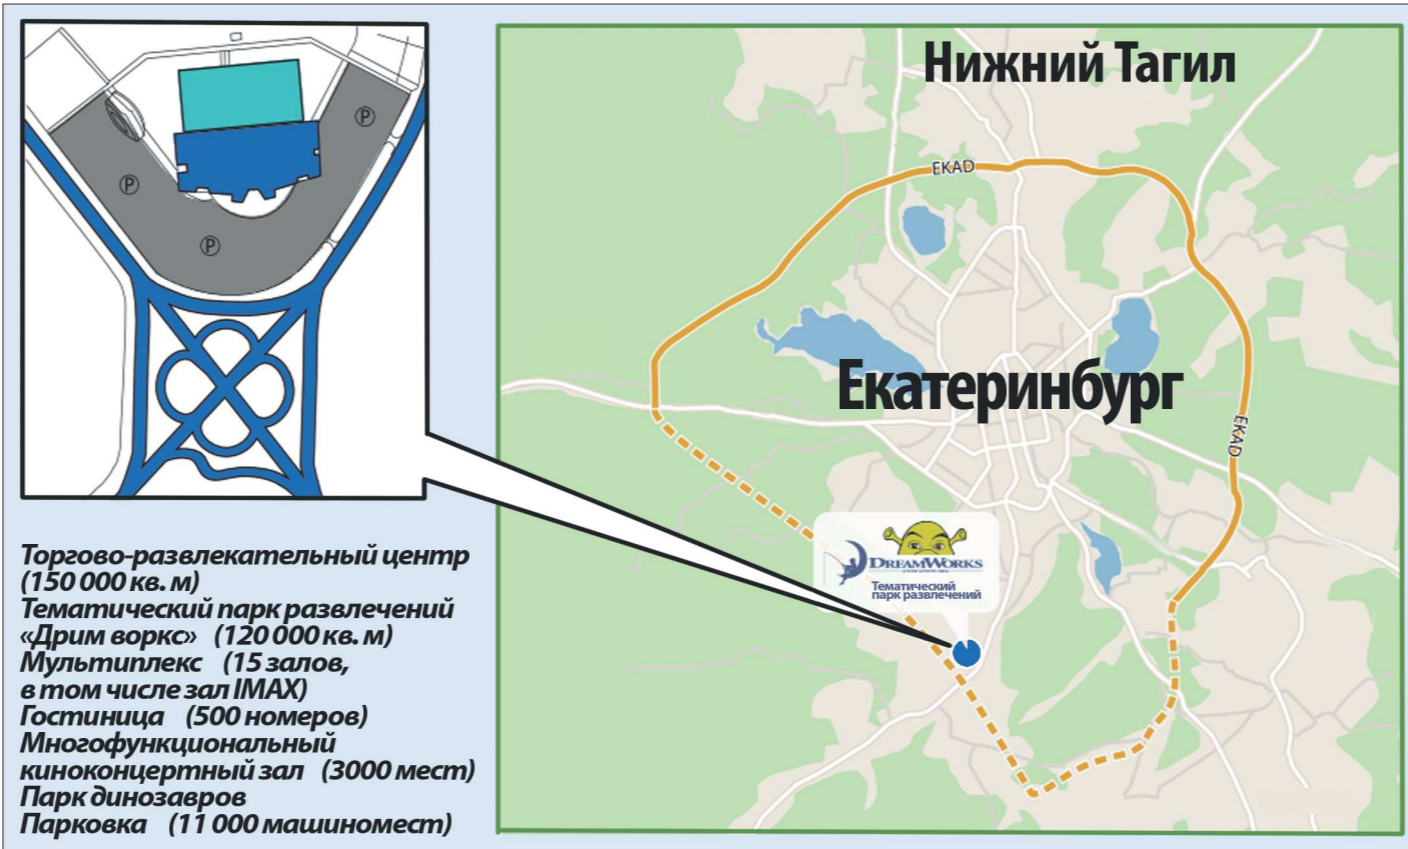 P
P
P
Торгово-развлекательный центр
(150 000 кв. м)
Тематический парк развлечений
«Дрим воркс» (120 000 кв. м)
Мультиплекс (15 залов,
в том числе зал IMAX)
Гостиница (500 номеров)
Многофункциональный
киноконцертный зал (3000 мест)
Парк динозавров
Парковка (11 000 машиномест)
Нижний Тагил
EKAD
Екатеринбург
EKAD
DREAMWORKS
Тематический
парк развлечений